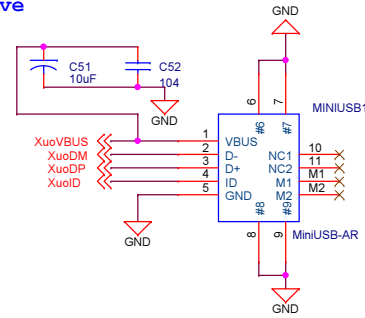 ve
GND
C51
10uF
C52
104
GND
6
7
MINIUSB1
#6
#7
XuoVBUS
1
VBUS
XuoDM
2
D-
NC1
10
XuoDP
3
D+
NC2
11
XuoID
4
ID
M1
M1
5
GND
M2
M2
#8
#9
GND
8
9
MiniUSB-AR
GND